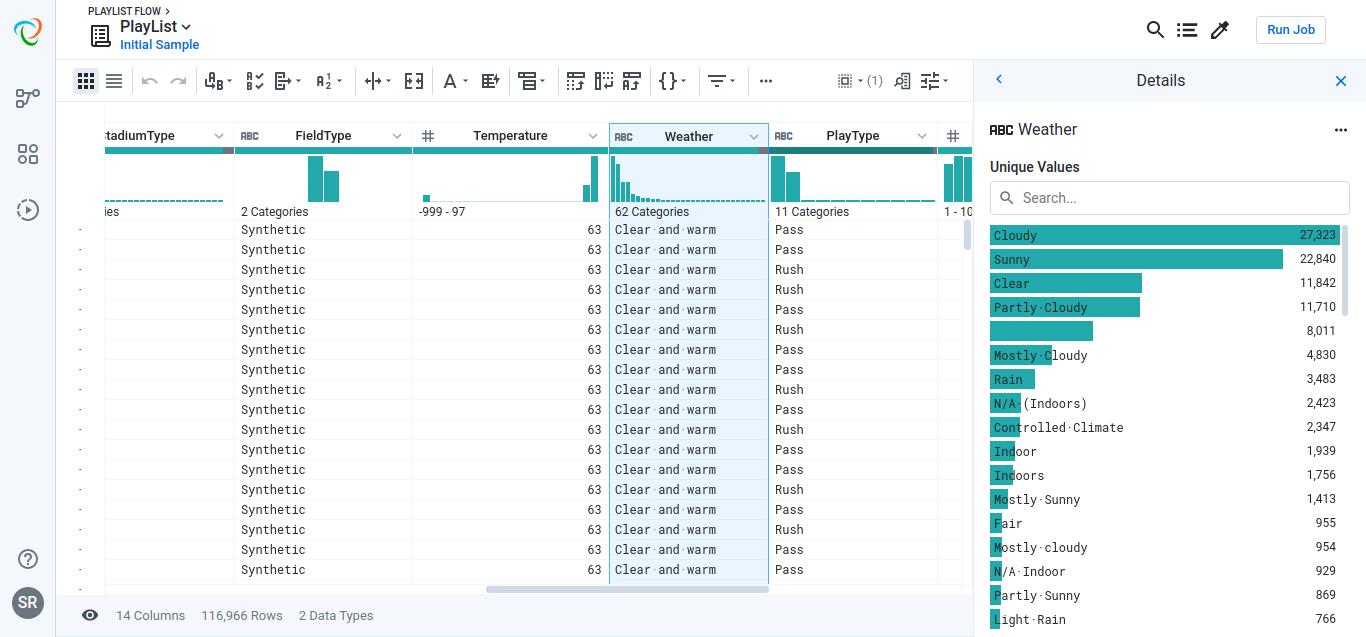 PLAYLIST FLOW
PlayList
Initial Sample
Run Job
(1)
Details
tadiumType
ABC FieldType
# Temperature
ABC Weather
ABC PlayType
#
ies
2 Categories
-999 - 97
62 Categories
11 Categories
1 - 10
Synthetic 63 Clear·and·warm Pass
Synthetic 63 Clear·and·warm Pass
Synthetic 63 Clear·and·warm Rush
Synthetic 63 Clear·and·warm Rush
Synthetic 63 Clear·and·warm Pass
Synthetic 63 Clear·and·warm Rush
Synthetic 63 Clear·and·warm Pass
Synthetic 63 Clear·and·warm Pass
Synthetic 63 Clear·and·warm Rush
Synthetic 63 Clear·and·warm Pass
Synthetic 63 Clear·and·warm Rush
Synthetic 63 Clear·and·warm Pass
Synthetic 63 Clear·and·warm Pass
Synthetic 63 Clear·and·warm Rush
Synthetic 63 Clear·and·warm Pass
Synthetic 63 Clear·and·warm Rush
Synthetic 63 Clear·and·warm Pass
Synthetic 63 Clear·and·warm Pass
SR
14 Columns 116,966 Rows 2 Data Types
ABC Weather
Unique Values
Search...
Cloudy 27,323
Sunny 22,840
Clear 11,842
Partly·Cloudy 11,710
8,011
Mostly·Cloudy 4,830
Rain 3,483
N/A·(Indoors) 2,423
Controlled·Climate 2,347
Indoor 1,939
Indoors 1,756
Mostly·Sunny 1,413
Fair 955
Mostly·cloudy 954
N/A·Indoor 929
Partly·Sunny 869
Light·Rain 766